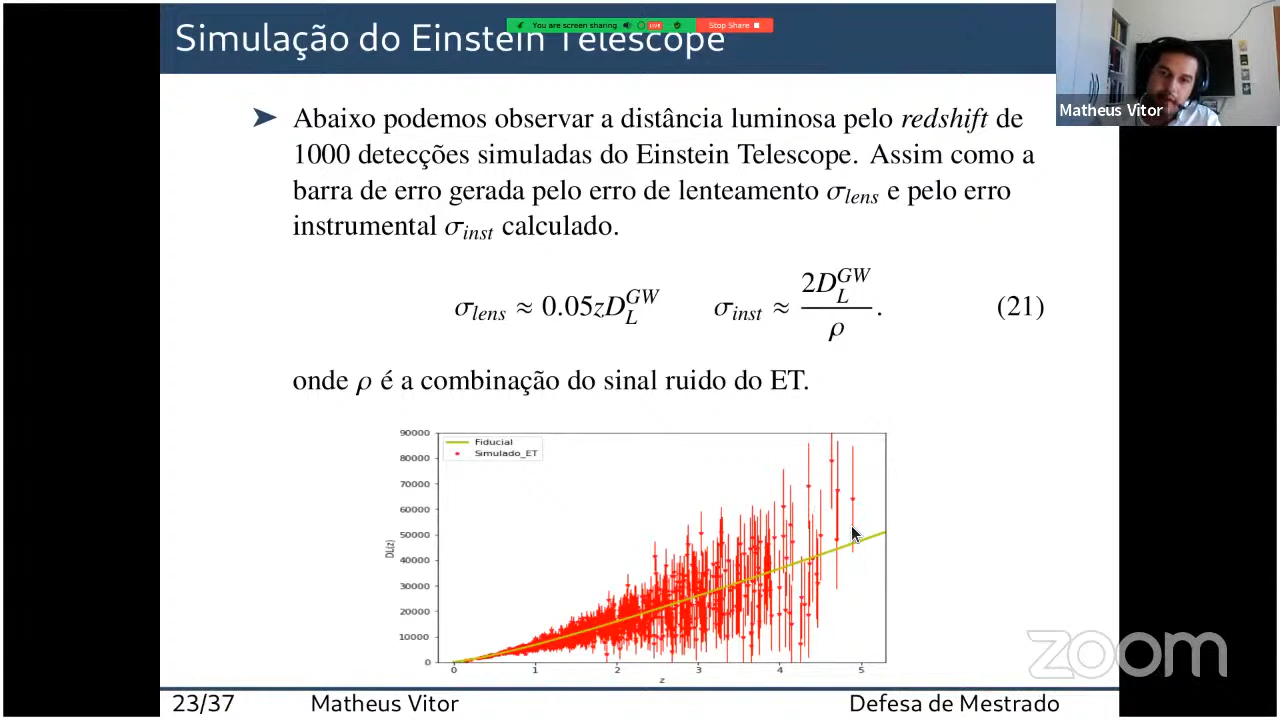 You are screen sharing LIVE Stop Share
Simulação do Einstein Telescope
Matheus Vitor
➤ Abaixo podemos observar a distância luminosa pelo redshift de
1000 detecções simuladas do Einstein Telescope. Assim como a
barra de erro gerada pelo erro de lenteamento σ_lens e pelo erro
instrumental σ_inst calculado.
σ_lens ≈ 0.05zD_L^GW σ_inst ≈ 2D_L^GW / ρ. (21)
onde ρ é a combinação do sinal ruido do ET.
Fiducial
Simulado_ET
90000
80000
70000
60000
50000
40000
30000
20000
10000
0
DL(z)
0 1 2 3 4 5
z
zoom
23/37 Matheus Vitor Defesa de Mestrado